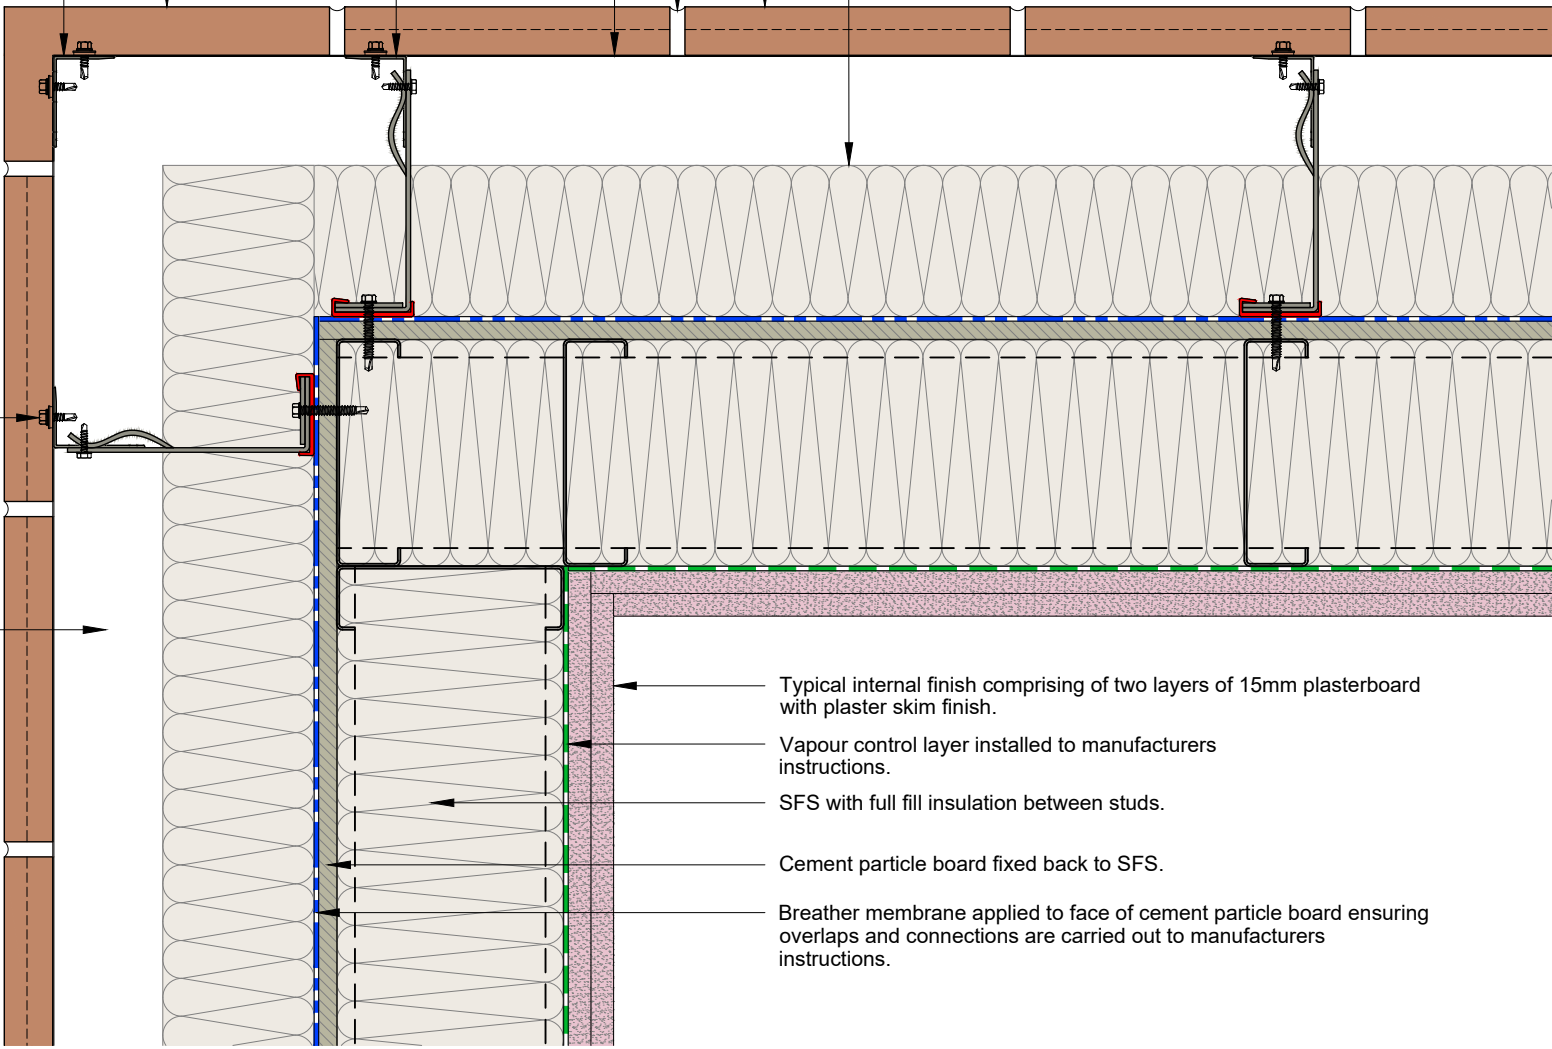 Typical internal finish comprising of two layers of 15mm plasterboard
with plaster skim finish.
Vapour control layer installed to manufacturers
instructions.
SFS with full fill insulation between studs.
Cement particle board fixed back to SFS.
Breather membrane applied to face of cement particle board ensuring
overlaps and connections are carried out to manufacturers
instructions.